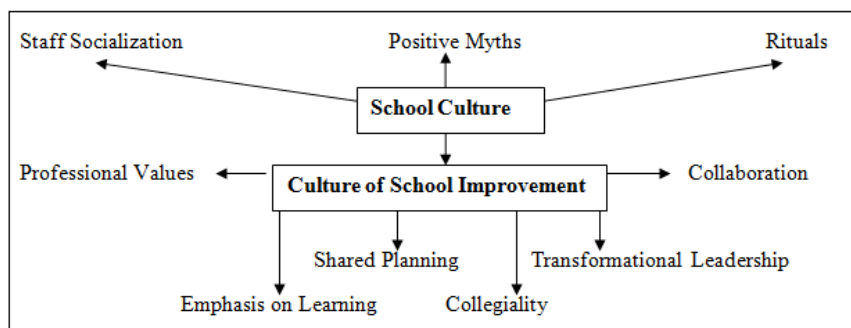 Staff Socialization
Positive Myths
Rituals
School Culture
Professional Values
Culture of School Improvement
Collaboration
Shared Planning
Transformational Leadership
Emphasis on Learning
Collegiality